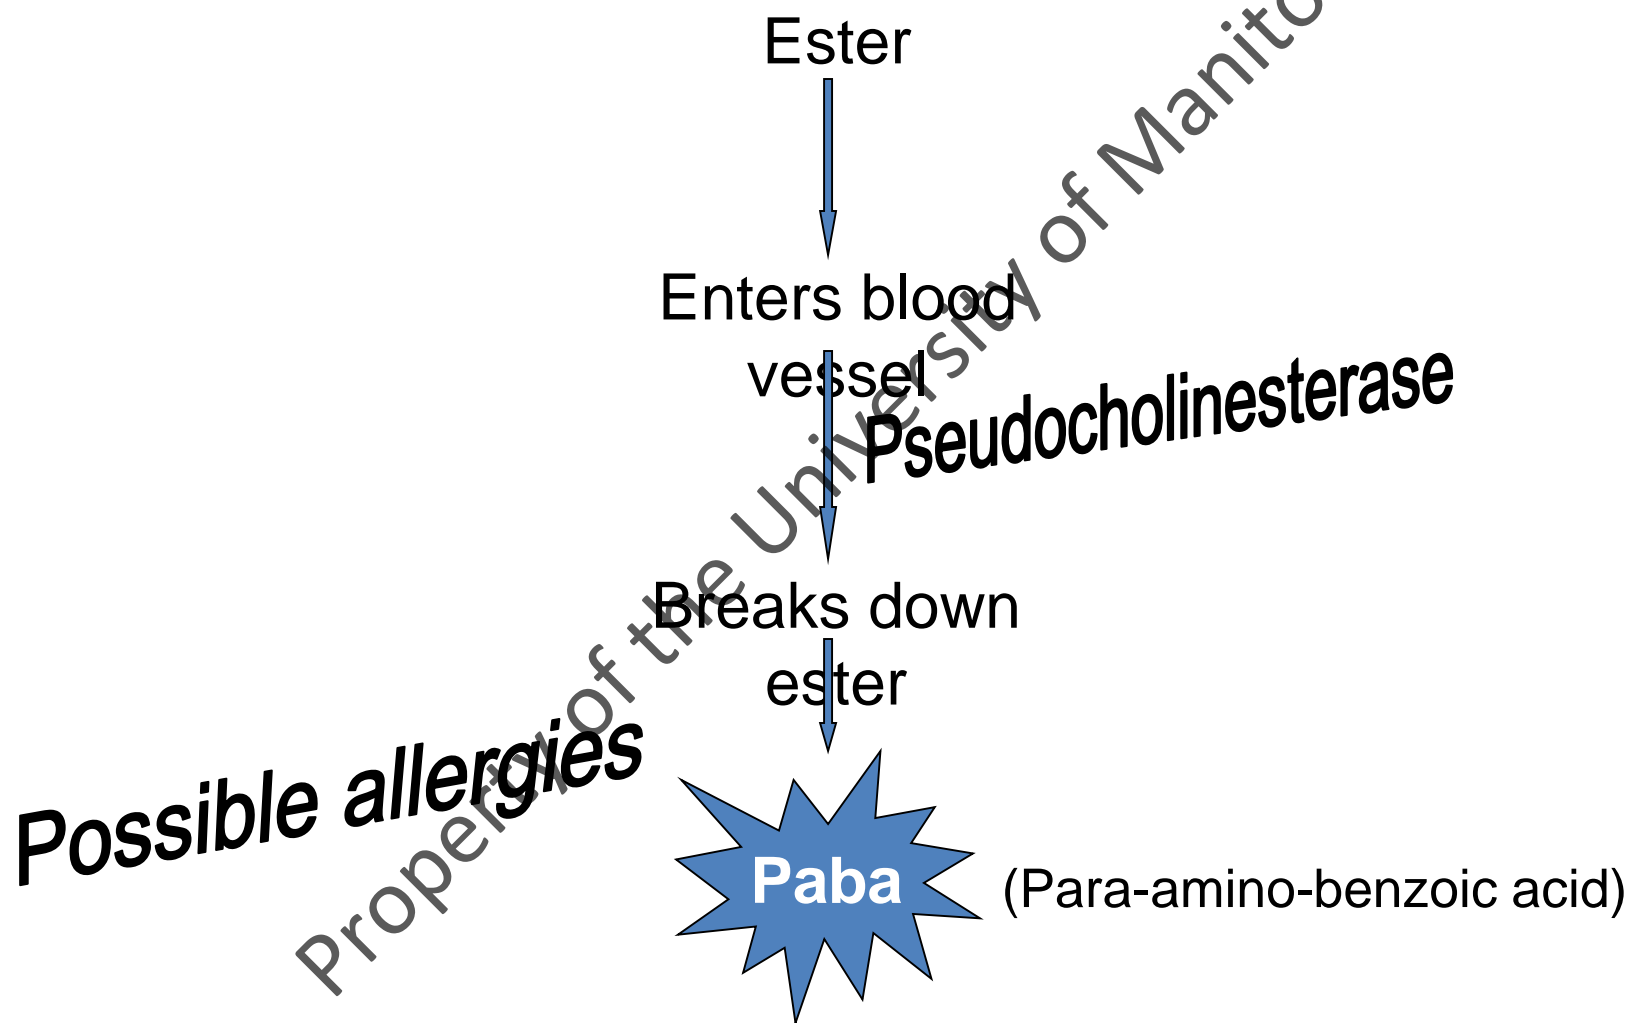 Ester
Enters blood
vessel
Pseudocholinesterase
Breaks down
ester
Possible allergies
Paba
(Para-amino-benzoic acid)
Property of the University of Manito